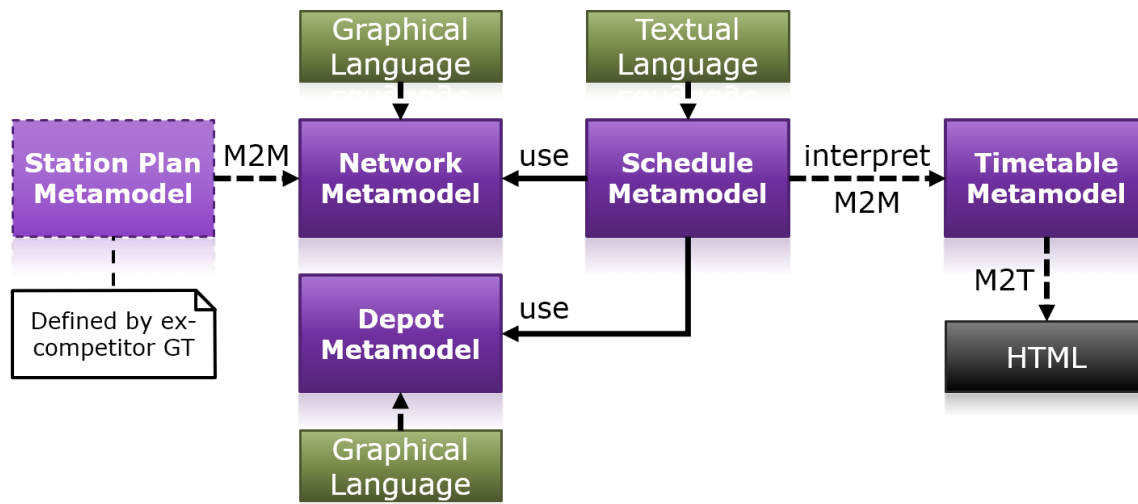 Graphical
Language
Textual
Language
Station Plan
Metamodel
M2M
Network
Metamodel
use
Schedule
Metamodel
interpret
M2M
Timetable
Metamodel
Defined by ex-
competitor GT
Depot
Metamodel
use
M2T
HTML
Graphical
Language